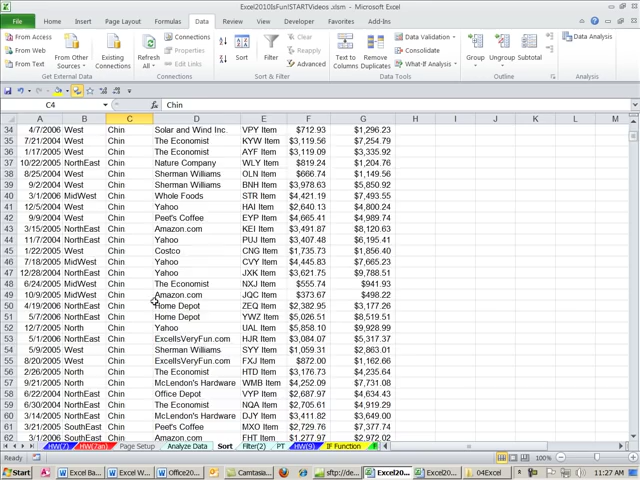 Excel2010IsFun!STARTVideos .xlsm - Microsoft Excel
File Home Insert Page Layout Formulas Data Review View Developer Favorites Add-Ins
From Access
From Web
From Text
From Other Sources
Existing Connections
Get External Data
Refresh All
Connections
Properties
Edit Links
Connections
Sort
Filter
Clear
Reapply
Advanced
Sort & Filter
Text to Columns
Remove Duplicates
Data Validation
Consolidate
What-If Analysis
Data Tools
Group
Ungroup
Subtotal
Outline
Data Analysis
Analysis
C4 fx Chin
A B C D E F G H I J K L M
34 4/7/2006 West Chin Solar and Wind Inc. VPY Item $712.93 $1,296.23
35 7/21/2004 West Chin The Economist KYW Item $3,119.56 $7,254.79
36 1/17/2005 West Chin The Economist AYF Item $3,119.09 $3,335.92
37 10/22/2005 NorthEast Chin Nature Company WLY Item $819.24 $1,204.76
38 8/25/2004 West Chin Sherman Williams OLN Item $666.74 $1,149.56
39 9/2/2004 West Chin Sherman Williams BNH Item $3,978.63 $5,850.92
40 3/1/2006 MidWest Chin Whole Foods STR Item $4,421.19 $7,493.55
41 12/5/2004 West Chin Yahoo HAI Item $2,640.13 $4,800.24
42 9/9/2004 West Chin Peet's Coffee EYP Item $4,665.41 $4,989.74
43 3/15/2005 NorthEast Chin Amazon.com KEI Item $3,491.87 $8,120.63
44 11/7/2004 NorthEast Chin Yahoo PUJ Item $3,407.48 $6,195.41
45 1/22/2005 West Chin Costco CNG Item $1,735.73 $1,856.40
46 7/18/2005 MidWest Chin Yahoo CVY Item $4,445.83 $7,665.23
47 12/28/2004 NorthEast Chin Yahoo JXK Item $3,621.75 $9,788.51
48 6/24/2005 MidWest Chin The Economist NXJ Item $555.74 $941.93
49 10/9/2005 MidWest Chin Amazon.com JQC Item $373.67 $498.22
50 4/19/2006 NorthEast Chin Home Depot ZEQ Item $2,382.95 $3,177.26
51 5/7/2006 NorthEast Chin Home Depot YWZ Item $5,026.51 $8,519.51
52 12/7/2005 North Chin Yahoo UAL Item $5,858.10 $9,928.99
53 5/1/2006 NorthEast Chin ExcelIsVeryFun.com HJR Item $3,084.07 $5,317.37
54 5/9/2005 West Chin Sherman Williams SYY Item $1,059.31 $2,863.01
55 8/20/2005 West Chin ExcelIsVeryFun.com FXJ Item $872.00 $1,162.66
56 2/26/2005 North Chin The Economist HTD Item $3,176.73 $4,235.64
57 9/21/2005 North Chin McLendon's Hardware WMB Item $4,252.09 $7,731.08
58 6/22/2004 NorthEast Chin Office Depot VYP Item $2,687.97 $4,634.43
59 6/30/2004 NorthEast Chin The Economist NQA Item $2,705.61 $4,919.29
60 3/14/2005 NorthEast Chin McLendon's Hardware DJY Item $3,411.82 $3,649.00
61 3/21/2005 SouthEast Chin Peet's Coffee MXO Item $2,729.76 $7,377.74
62 3/1/2006 SouthEast Chin Amazon.com FHT Item $1,277.97 $2,972.02
HW(7) HW(7an) Page Setup Analyze Data Sort Filter(2) PT HW(9) IF Function
Ready 100%
Start Excel Ba... Excel W... Office20... Camtasia... sftp://de... Excel20... Excel20... 04Excel 11:27 AM